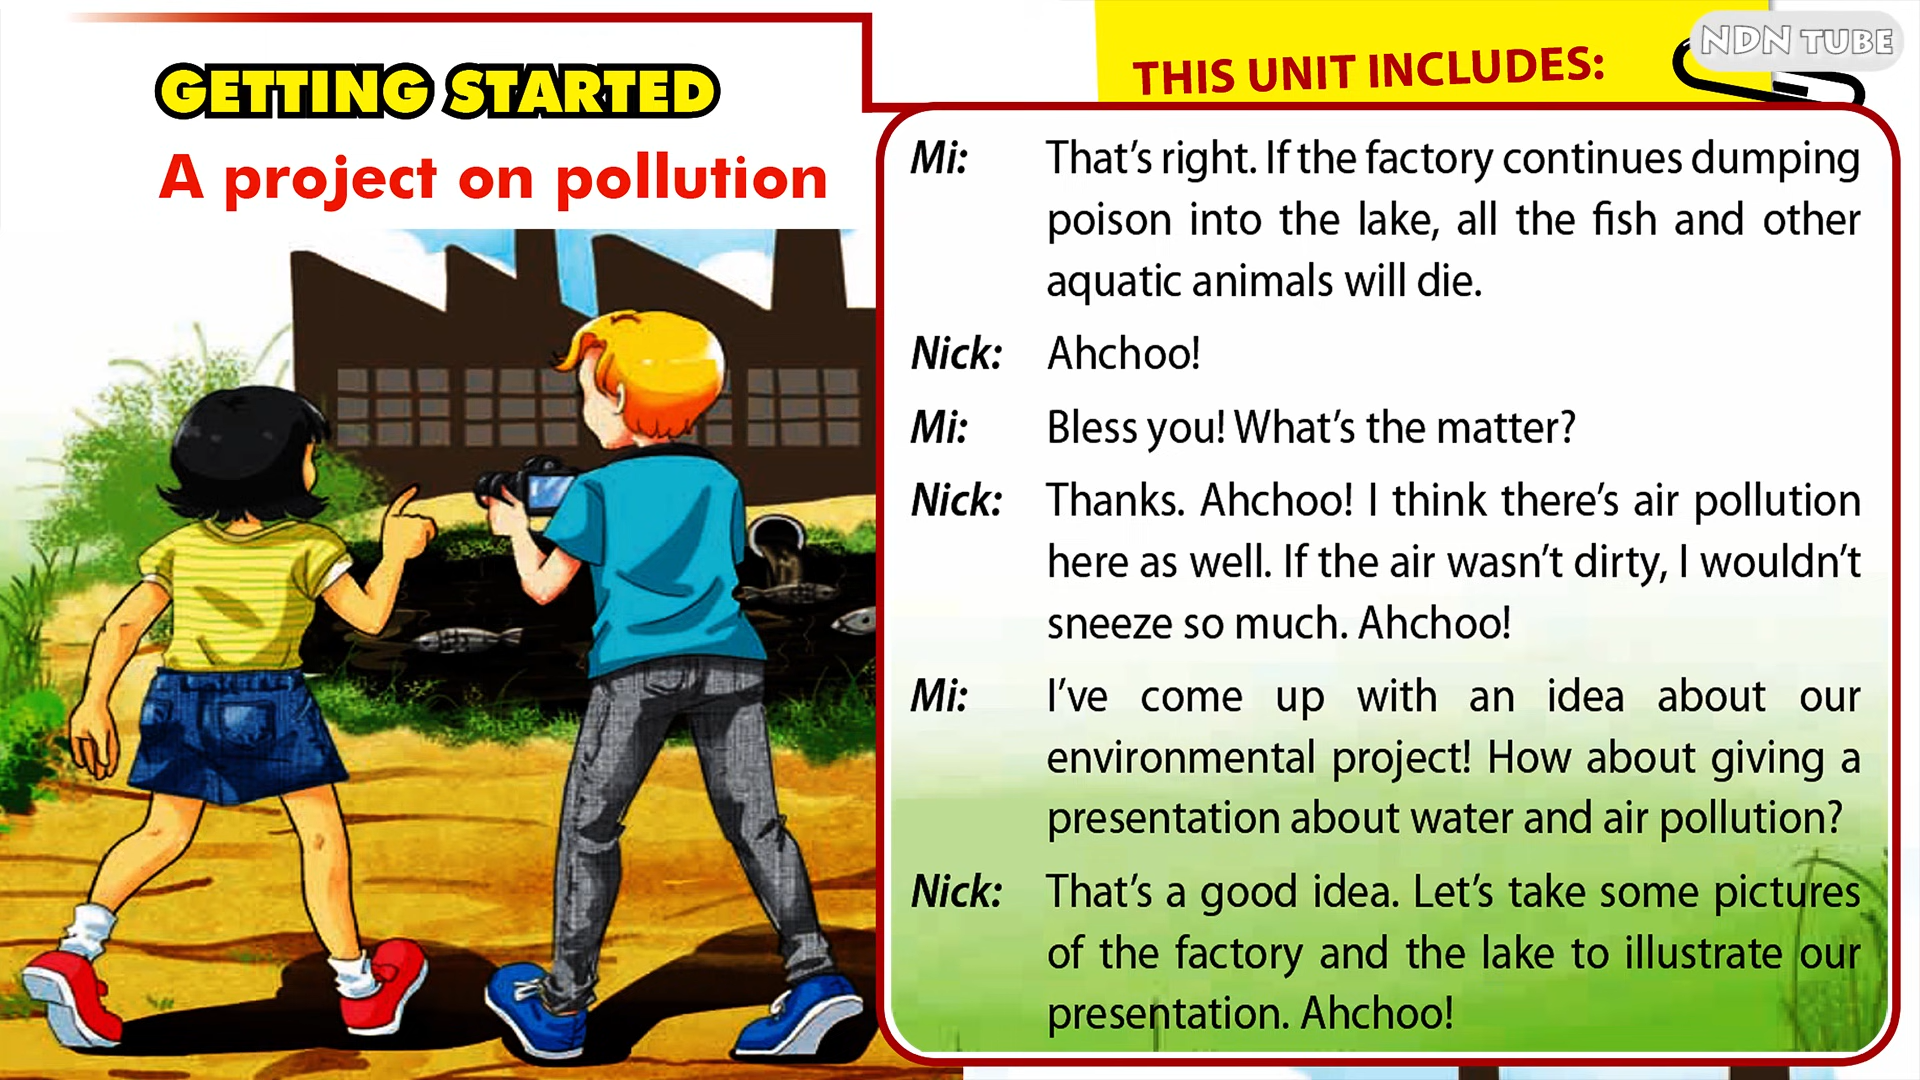 GETTING STARTED
A project on pollution
THIS UNIT INCLUDES:
NDN TUBE
Mi: That's right. If the factory continues dumping
poison into the lake, all the fish and other
aquatic animals will die.
Nick: Ahchoo!
Mi: Bless you! What's the matter?
Nick: Thanks. Ahchoo! I think there's air pollution
here as well. If the air wasn't dirty, I wouldn't
sneeze so much. Ahchoo!
Mi: I've come up with an idea about our
environmental project! How about giving a
presentation about water and air pollution?
Nick: That's a good idea. Let's take some pictures
of the factory and the lake to illustrate our
presentation. Ahchoo!